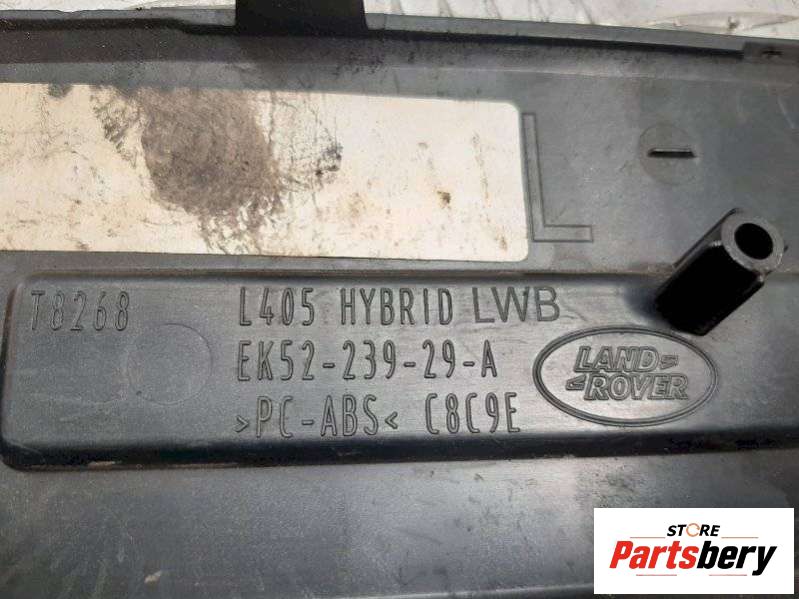 L
T8268
L405 HYBRID LWB
EK52-239-29-A
>PC-ABS< C8C9E
LAND
ROVER
STORE
Partsbery